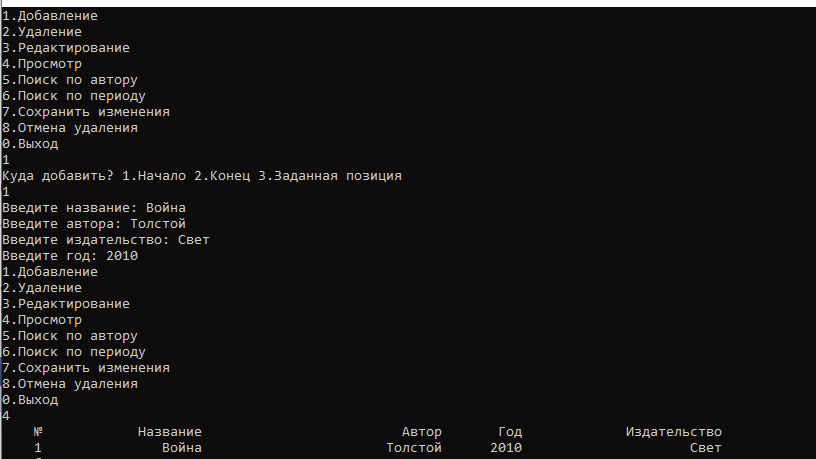 1.Добавление
2.Удаление
3.Редактирование
4.Просмотр
5.Поиск по автору
6.Поиск по периоду
7.Сохранить изменения
8.Отмена удаления
0.Выход
1
Куда добавить? 1.Начало 2.Конец 3.Заданная позиция
1
Введите название: Война
Введите автора: Толстой
Введите издательство: Свет
Введите год: 2010
1.Добавление
2.Удаление
3.Редактирование
4.Просмотр
5.Поиск по автору
6.Поиск по периоду
7.Сохранить изменения
8.Отмена удаления
0.Выход
4
№ Название Автор Год Издательство
1 Война Толстой 2010 Свет